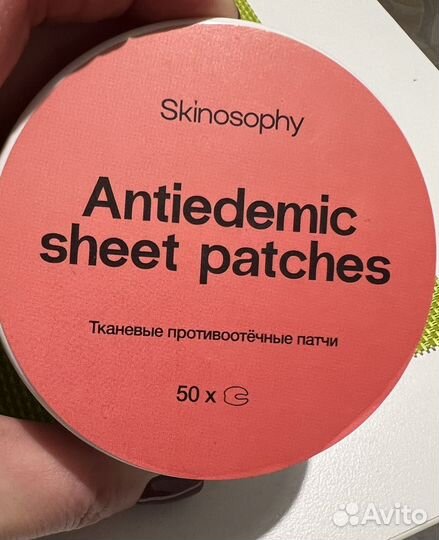 Skinosophy
Antiedemic
sheet patches
Тканевые противоотёчные патчи
50 x
Avito